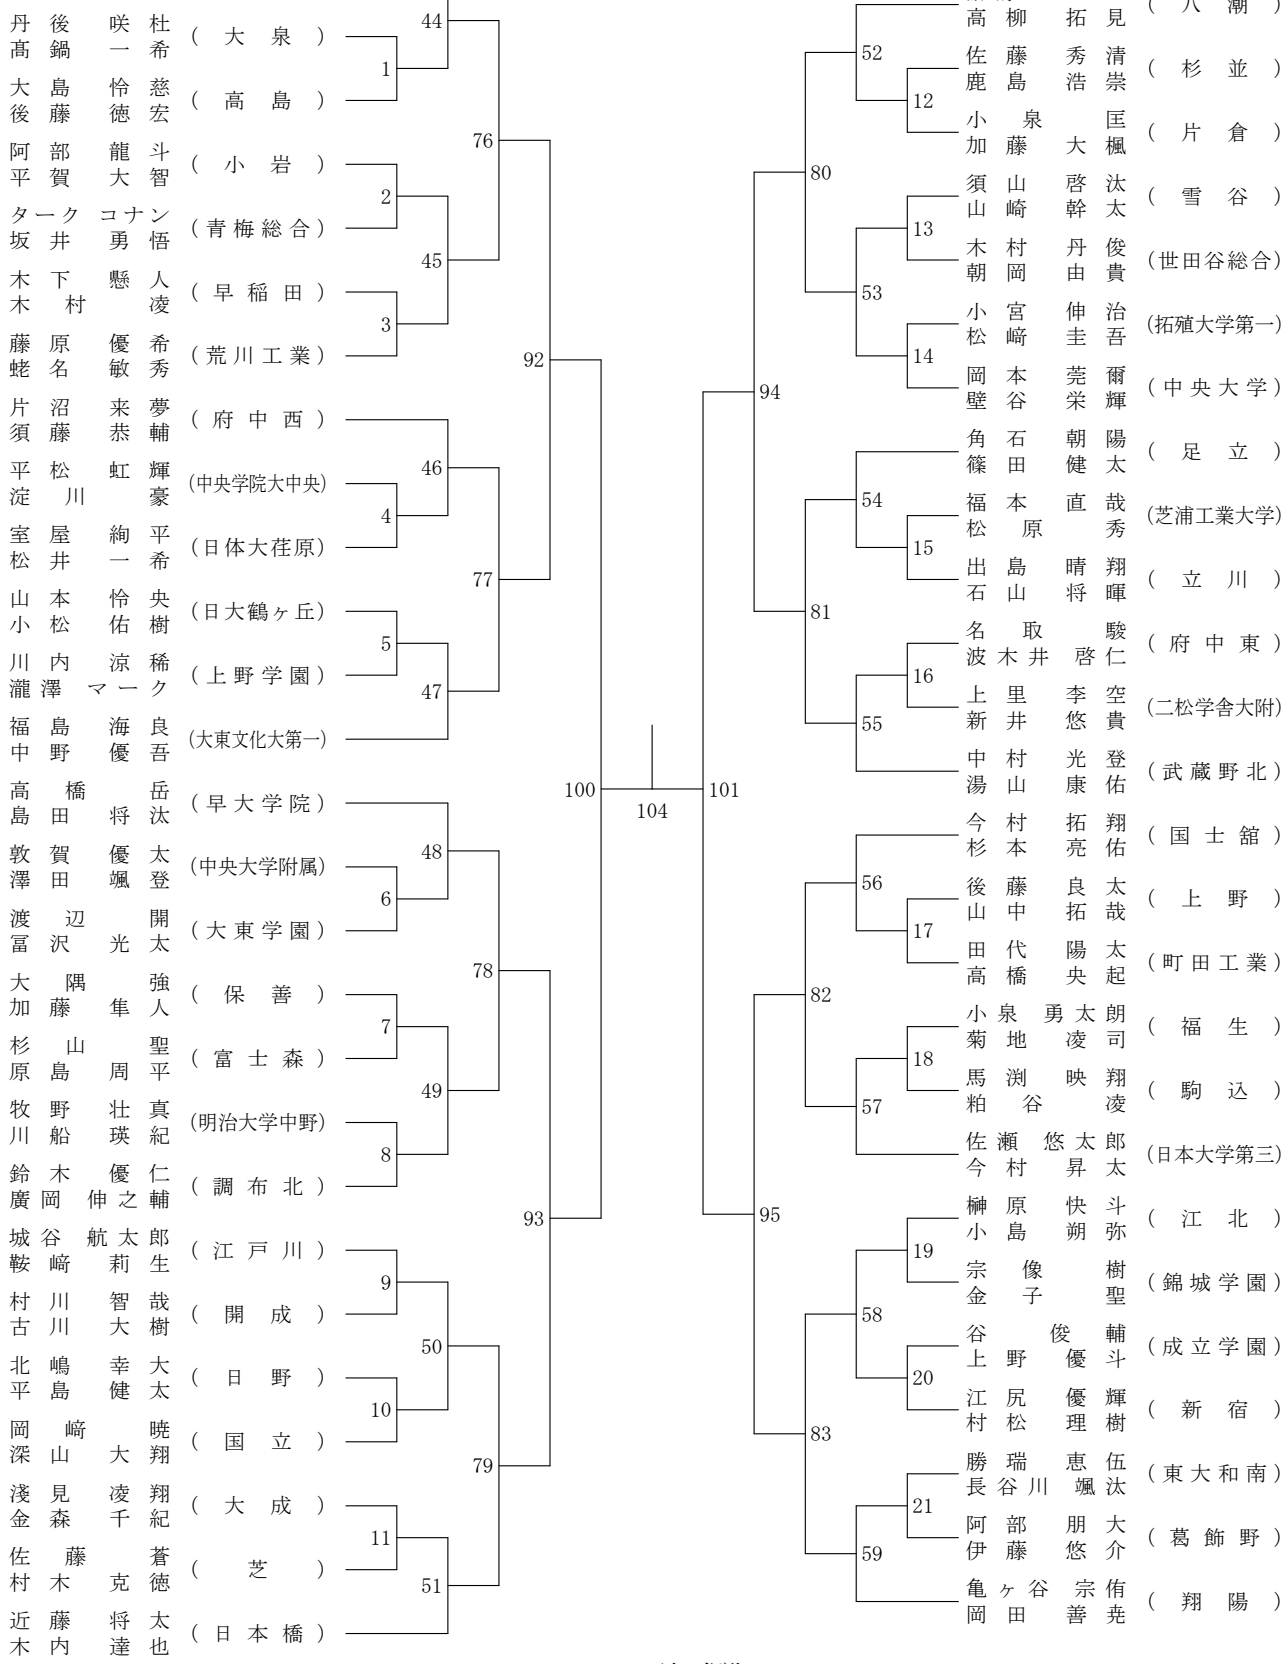 丹後 咲杜
髙鍋 一希
(大泉)
大島 怜慈
後藤 徳宏
(高島)
阿部 龍斗
平賀 大智
(小岩)
ターク コナン
坂井 勇悟
(青梅総合)
木下 懸人
木村 凌
(早稲田)
藤原 優希
蛯名 敏秀
(荒川工業)
片沼 来夢
須藤 恭輔
(府中西)
平松 虹輝
淀川 豪
(中央学院大中央)
室屋 絢平
松井 一希
(日体大荏原)
山本 怜央
小松 佑樹
(日大鶴ヶ丘)
川内 涼稀
瀧澤 マーク
(上野学園)
福島 海良
中野 優吾
(大東文化大第一)
高橋 岳
島田 将汰
(早大学院)
敦賀 優太
澤田 颯登
(中央大学附属)
渡辺 開
冨沢 光太
(大東学園)
大隅 強
加藤 隼人
(保善)
杉山 聖
原島 周平
(富士森)
牧野 壮真
川船 瑛紀
(明治大学中野)
鈴木 優仁
廣岡 伸之輔
(調布北)
城谷 航太郎
鞍﨑 莉生
(江戸川)
村川 智哉
古川 大樹
(開成)
北嶋 幸大
平島 健太
(日野)
岡﨑 暁
深山 大翔
(国立)
淺見 凌翔
金森 千紀
(大成)
佐藤 蒼
村木 克徳
(芝)
近藤 将太
木内 達也
(日本橋)
44
1
76
2
45
3
92
46
4
77
5
47
100
48
6
78
7
49
8
93
9
50
10
79
11
51
104
101
52
12
80
13
53
14
94
54
15
81
16
55
56
17
82
18
57
95
19
58
20
83
21
59
高柳 拓見
(八潮)
佐藤 秀清
鹿島 浩崇
(杉並)
小泉 匡
加藤 大楓
(片倉)
須山 啓汰
山崎 幹太
(雪谷)
木村 丹俊
朝岡 由貴
(世田谷総合)
小宮 伸治
松﨑 圭吾
(拓殖大学第一)
岡本 莞爾
壁谷 栄輝
(中央大学)
角石 朝陽
篠田 健太
(足立)
福本 直哉
松原 秀
(芝浦工業大学)
出島 晴翔
石山 将暉
(立川)
名取 駿
波木井 啓仁
(府中東)
上里 李空
新井 悠貴
(二松学舎大附)
中村 光登
湯山 康佑
(武蔵野北)
今村 拓翔
杉本 亮佑
(国士舘)
後藤 良太
山中 拓哉
(上野)
田代 陽太
高橋 央起
(町田工業)
小泉 勇太朗
菊地 凌司
(福生)
馬渕 映翔
粕谷 凌
(駒込)
佐瀬 悠太郎
今村 昇太
(日本大学第三)
榊原 快斗
小島 朔弥
(江北)
宗像 樹
金子 聖
(錦城学園)
谷 俊輔
上野 優斗
(成立学園)
江尻 優輝
村松 理樹
(新宿)
勝瑞 恵伍
長谷川 颯汰
(東大和南)
阿部 朋大
伊藤 悠介
(葛飾野)
亀ヶ谷 宗侑
岡田 善尭
(翔陽)